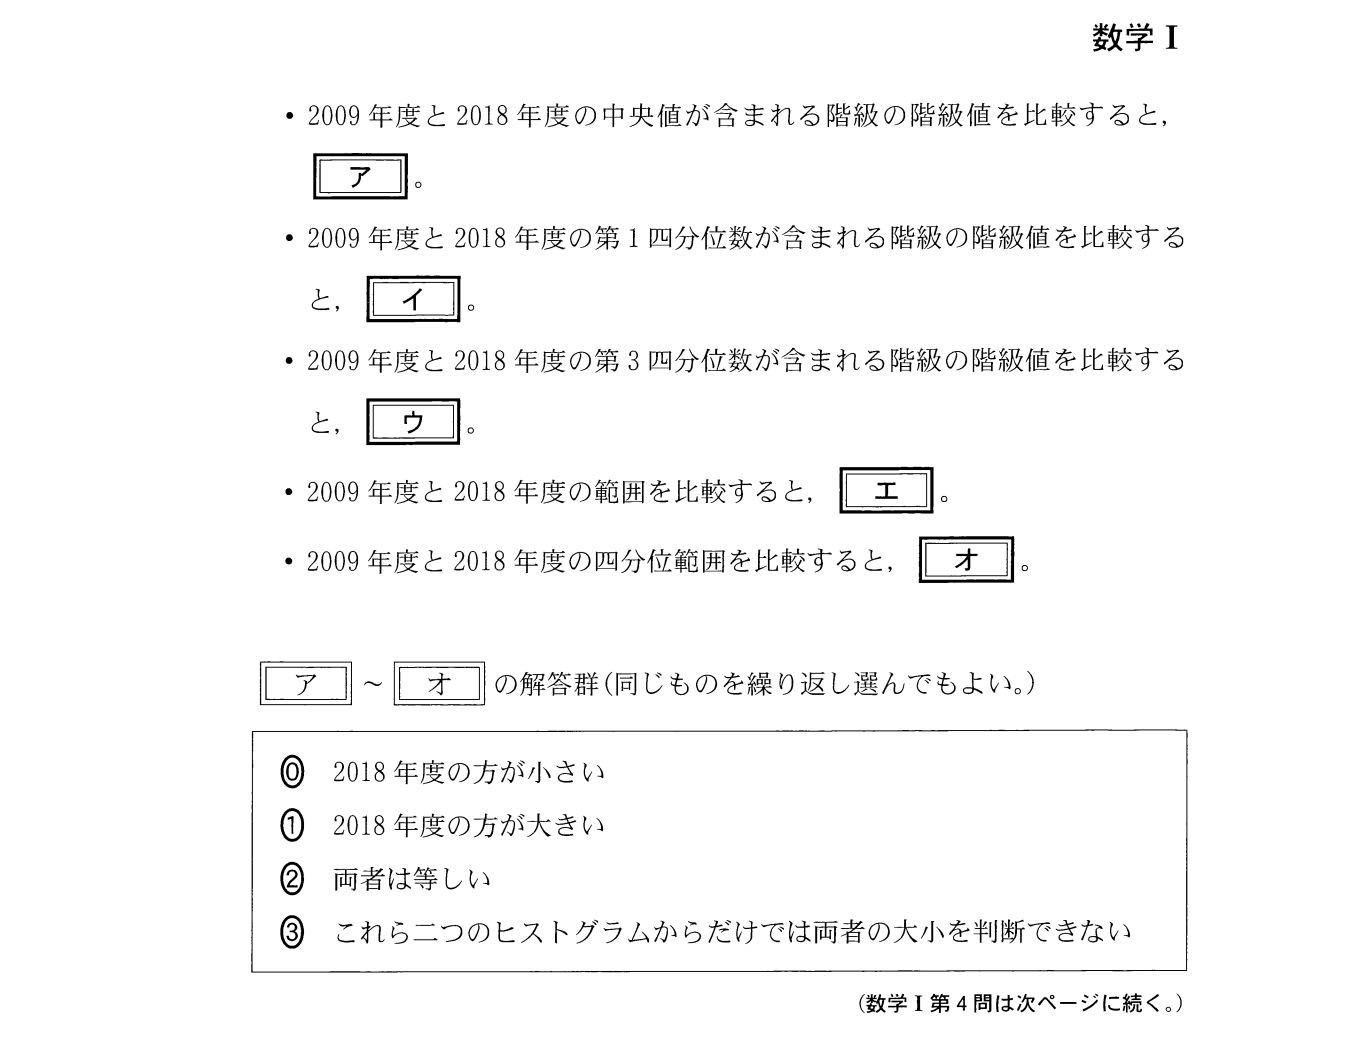 数学 I
・2009 年度と 2018 年度の中央値が含まれる階級の階級値を比較すると,
ア。
・2009 年度と 2018 年度の第 1 四分位数が含まれる階級の階級値を比較する
と, イ。
・2009 年度と 2018 年度の第 3 四分位数が含まれる階級の階級値を比較する
と, ウ。
・2009 年度と 2018 年度の範囲を比較すると, エ。
・2009 年度と 2018 年度の四分位範囲を比較すると, オ。
ア ~ オ の解答群(同じものを繰り返し選んでもよい。)
⓪ 2018 年度の方が小さい
① 2018 年度の方が大きい
② 両者は等しい
③ これら二つのヒストグラムからだけでは両者の大小を判断できない
(数学 I 第 4 問は次ページに続く。)